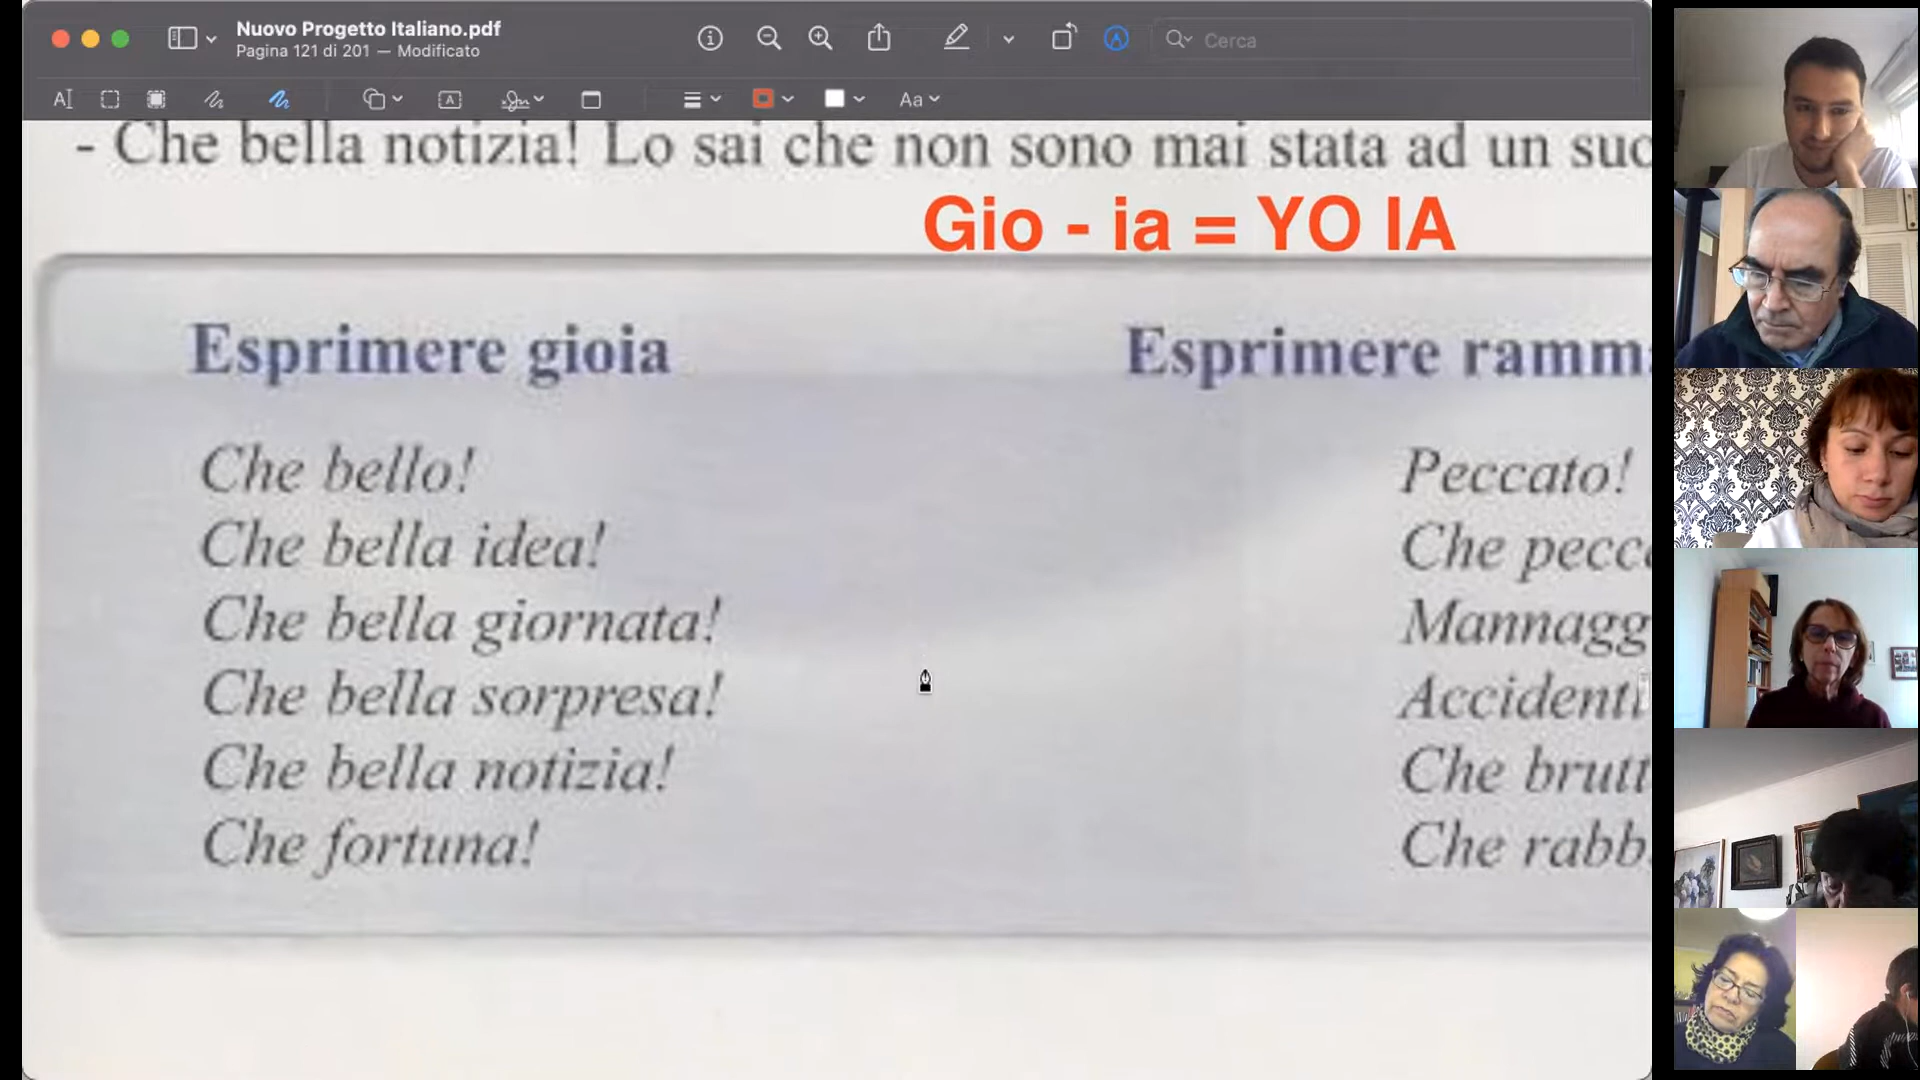 Nuovo Progetto Italiano.pdf
Pagina 121 di 201 — Modificato
Cerca
Aa
- Che bella notizia! Lo sai che non sono mai stata ad un suo
Gio - ia = YO IA
Esprimere gioia
Che bello!
Che bella idea!
Che bella giornata!
Che bella sorpresa!
Che bella notizia!
Che fortuna!
Esprimere ramma
Peccato!
Che pecc
Mannagg
Accidenti
Che brutt
Che rabb